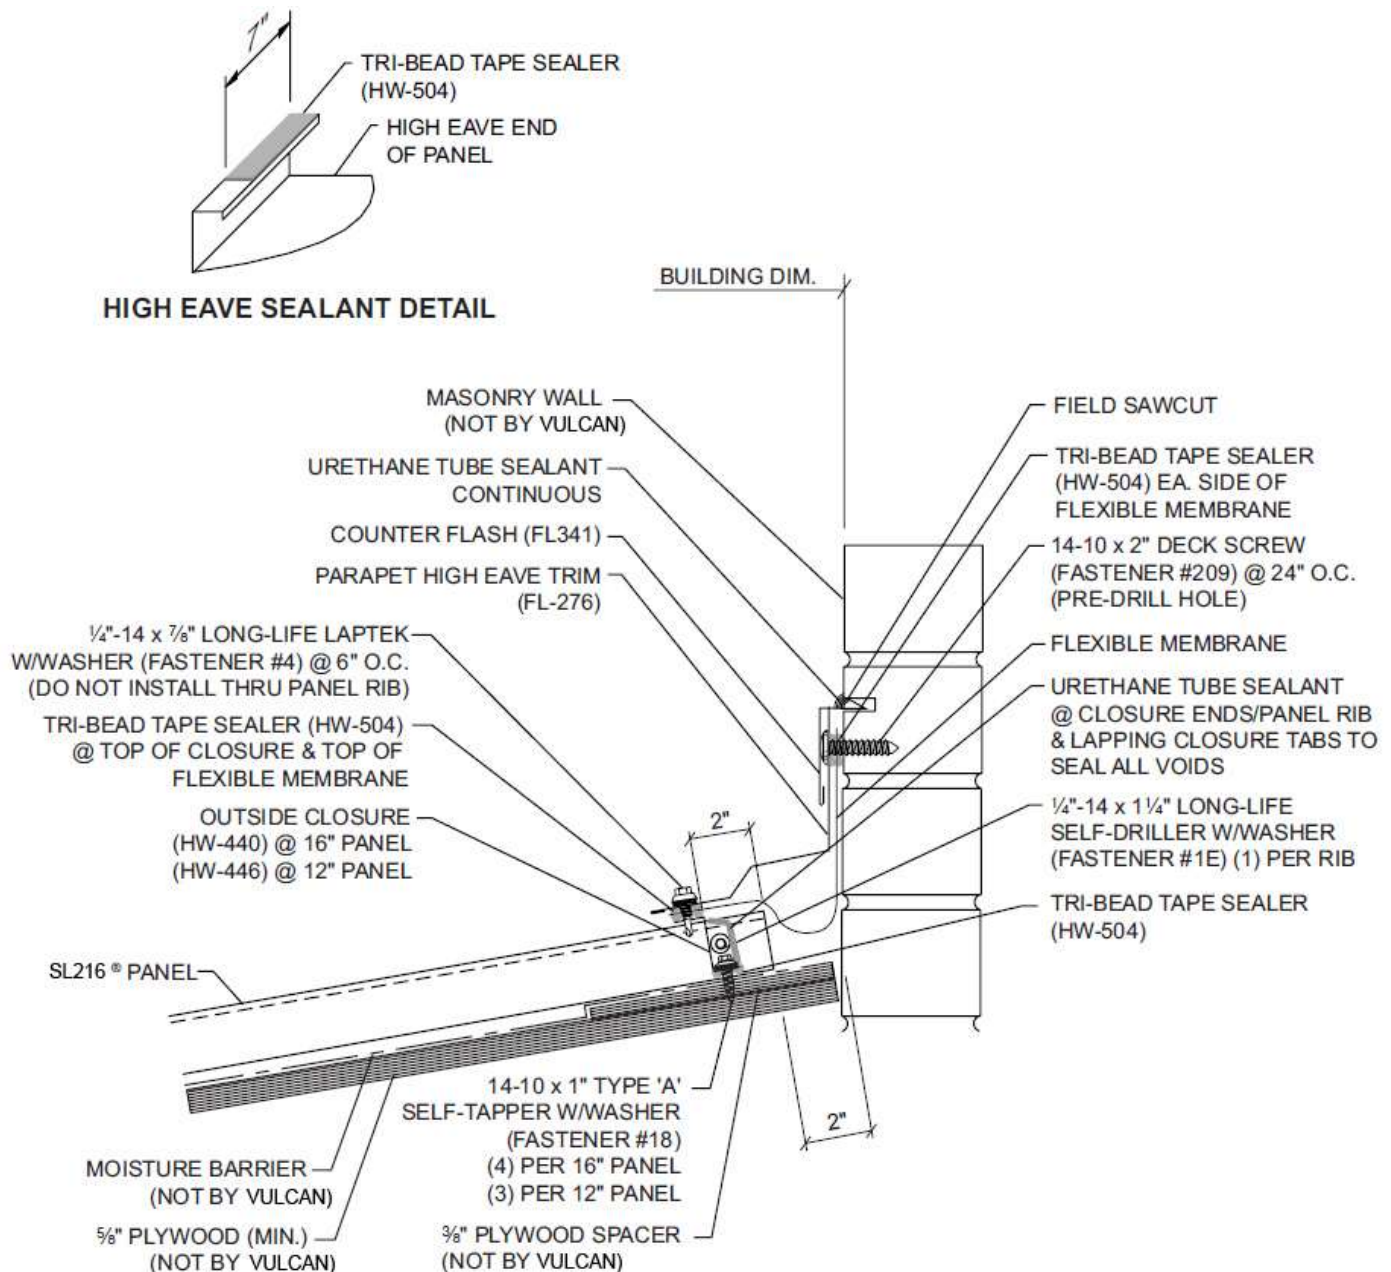 7"
TRI-BEAD TAPE SEALER
(HW-504)
HIGH EAVE END
OF PANEL
HIGH EAVE SEALANT DETAIL
BUILDING DIM.
MASONRY WALL
(NOT BY VULCAN)
URETHANE TUBE SEALANT
CONTINUOUS
COUNTER FLASH (FL341)
PARAPET HIGH EAVE TRIM
(FL-276)
¼"-14 x ⅞" LONG-LIFE LAPTEK
W/WASHER (FASTENER #4) @ 6" O.C.
(DO NOT INSTALL THRU PANEL RIB)
TRI-BEAD TAPE SEALER (HW-504)
@ TOP OF CLOSURE & TOP OF
FLEXIBLE MEMBRANE
OUTSIDE CLOSURE
(HW-440) @ 16" PANEL
(HW-446) @ 12" PANEL
SL216 ® PANEL
FIELD SAWCUT
TRI-BEAD TAPE SEALER
(HW-504) EA. SIDE OF
FLEXIBLE MEMBRANE
14-10 x 2" DECK SCREW
(FASTENER #209) @ 24" O.C.
(PRE-DRILL HOLE)
FLEXIBLE MEMBRANE
URETHANE TUBE SEALANT
@ CLOSURE ENDS/PANEL RIB
& LAPPING CLOSURE TABS TO
SEAL ALL VOIDS
¼"-14 x 1¼" LONG-LIFE
SELF-DRILLER W/WASHER
(FASTENER #1E) (1) PER RIB
TRI-BEAD TAPE SEALER
(HW-504)
2"
2"
14-10 x 1" TYPE 'A'
SELF-TAPPER W/WASHER
(FASTENER #18)
(4) PER 16" PANEL
(3) PER 12" PANEL
MOISTURE BARRIER
(NOT BY VULCAN)
⅝" PLYWOOD (MIN.)
(NOT BY VULCAN)
⅜" PLYWOOD SPACER
(NOT BY VULCAN)